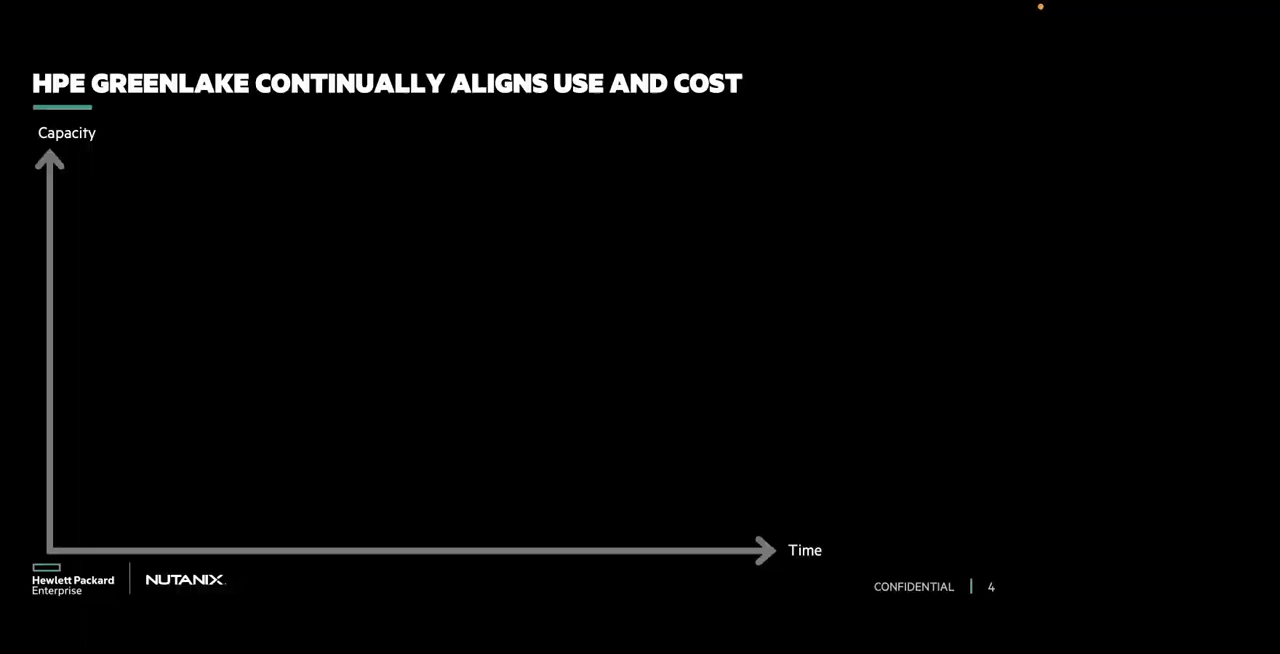 HPE GREENLAKE CONTINUALLY ALIGNS USE AND COST
Capacity
Time
Hewlett Packard
Enterprise
NUTANIX
CONFIDENTIAL
4